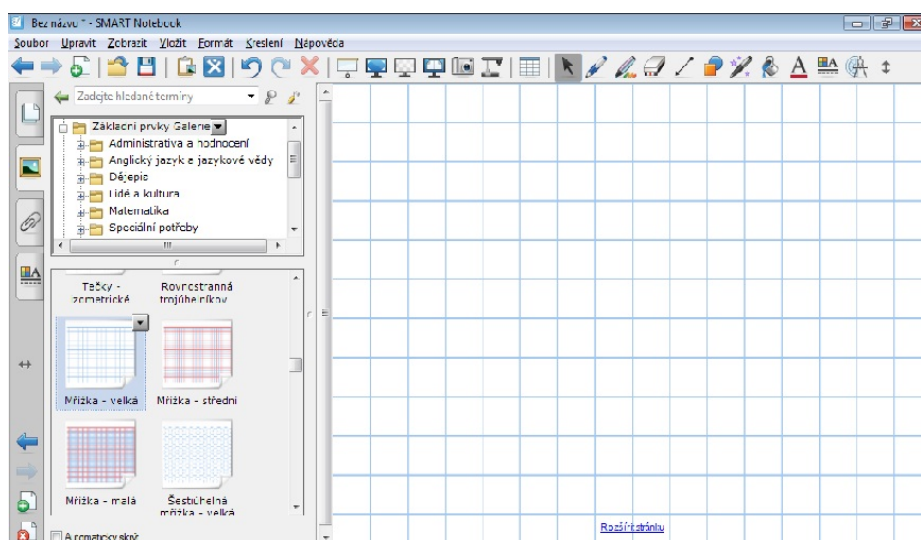 Bez názvu * - SMART Notebook
Soubor Upravit Zobrazit Vložit Formát Kreslení Nápověda
Zadejte hledané termíny
Základní prvky Galerie
Administrativa a hodnocení
Anglický jazyk a jazykové vědy
Dějepis
Lidé a kultura
Matematika
Speciální potřeby
Tečky - Rovnostranná
zometrické trojúhelníkov
Mřížka - velká Mřížka - střední
Mřížka - malá Šestiúhelná
mřížka - velká
Rozšířit stránku
Automaticky skrýt